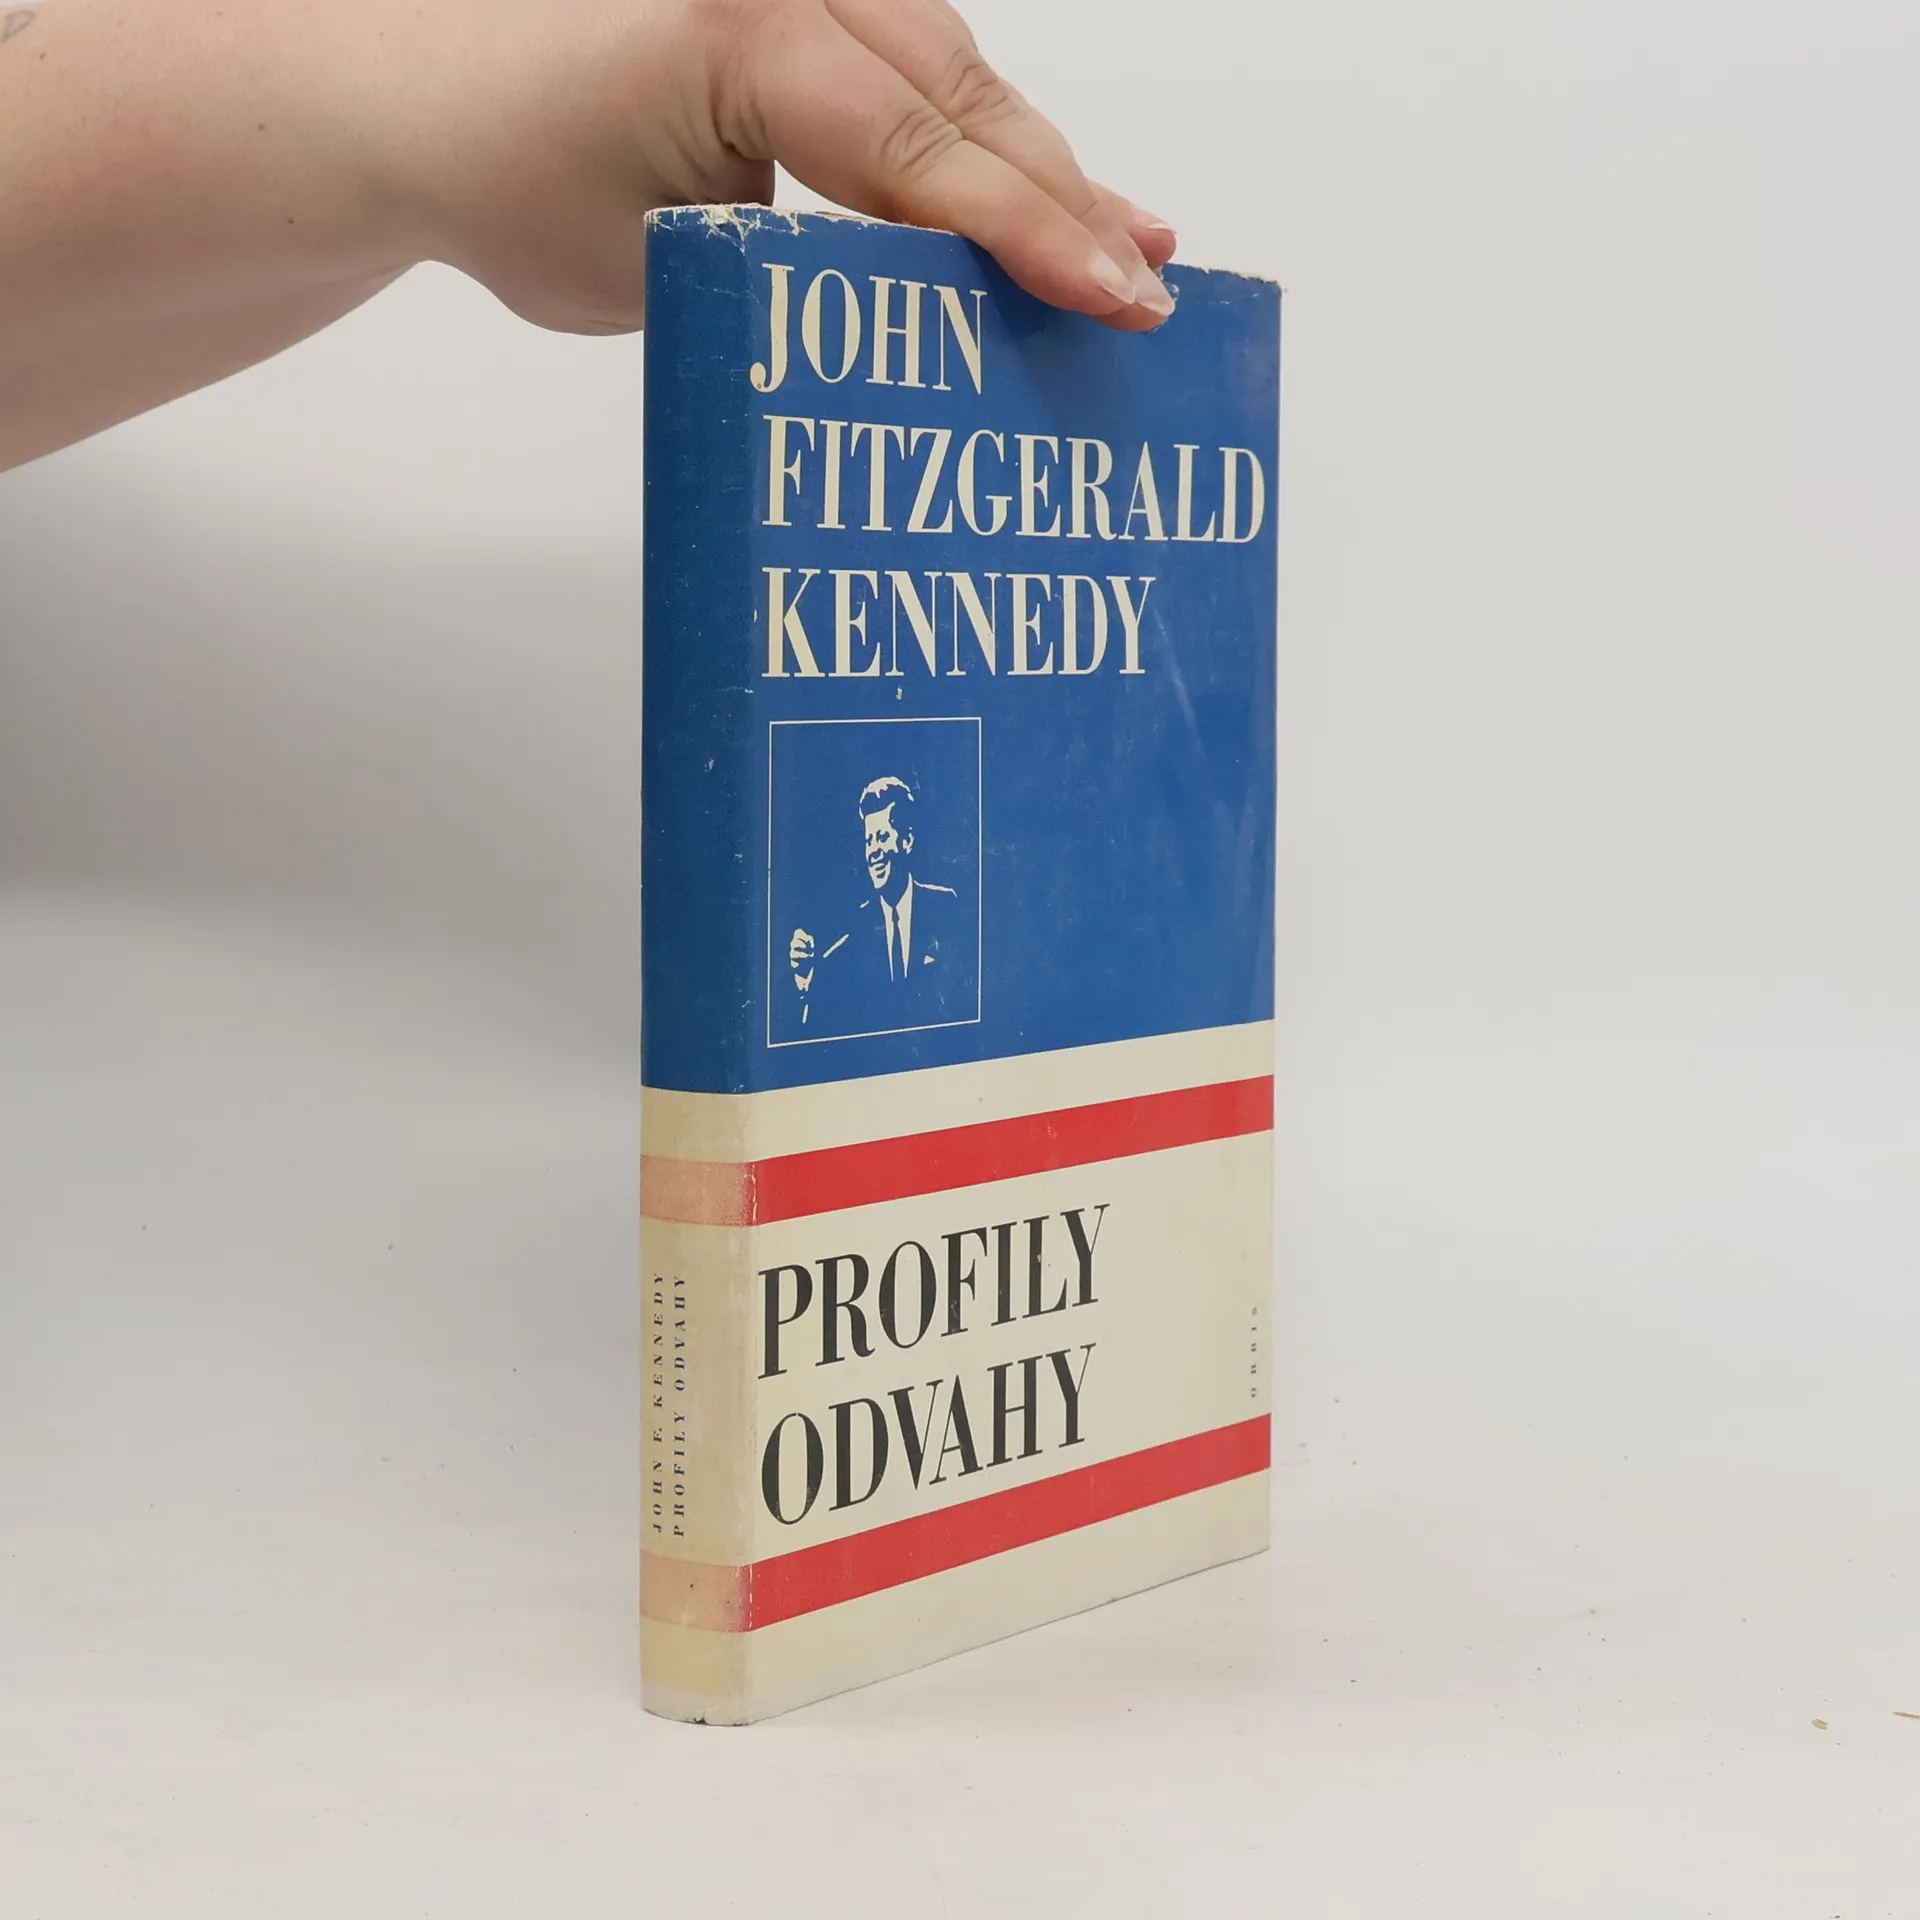 JOHN
FITZGERALD
KENNEDY
PROFILY
ODVAHY
ORBIS
JOHN F. KENNEDY
PROFILY ODVAHY